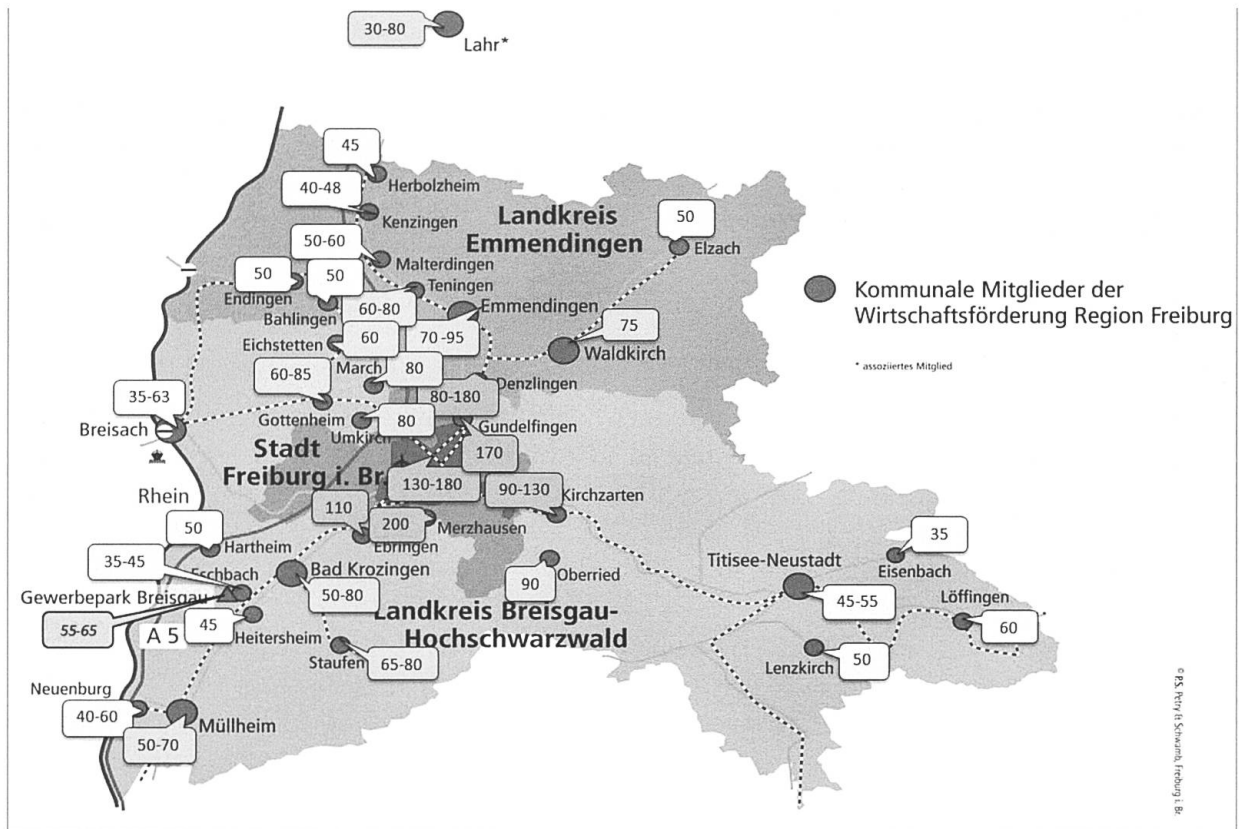 30-80
Lahr*
45
Herbolzheim
40-48
Kenzingen
Landkreis
Emmendingen
50
Elzach
50-60
Malterdingen
50
Endingen
50
Bahlingen
Teningen
60-80
Emmendingen
70 -95
75
Waldkirch
Kommunale Mitglieder der
Wirtschaftsförderung Region Freiburg
* assoziiertes Mitglied
Eichstetten
60
March
80
60-85
Gottenheim
Denzlingen
80-180
35-63
Breisach
80
Umkirch
Gundelfingen
170
Stadt
Freiburg i. Br.
130-180
90-130
Kirchzarten
Rhein
110
Ebringen
200
Merzhausen
50
Hartheim
35-45
Eschbach
Gewerbepark Breisgau
55-65
A 5
Bad Krozingen
50-80
90
Oberried
Titisee-Neustadt
45-55
35
Eisenbach
Löffingen
60
45
Heitersheim
Landkreis Breisgau-
Hochschwarzwald
Staufen
65-80
Lenzkirch
50
Neuenburg
40-60
Müllheim
50-70
© P.S. Petry & Schwamb, Freiburg i. Br.